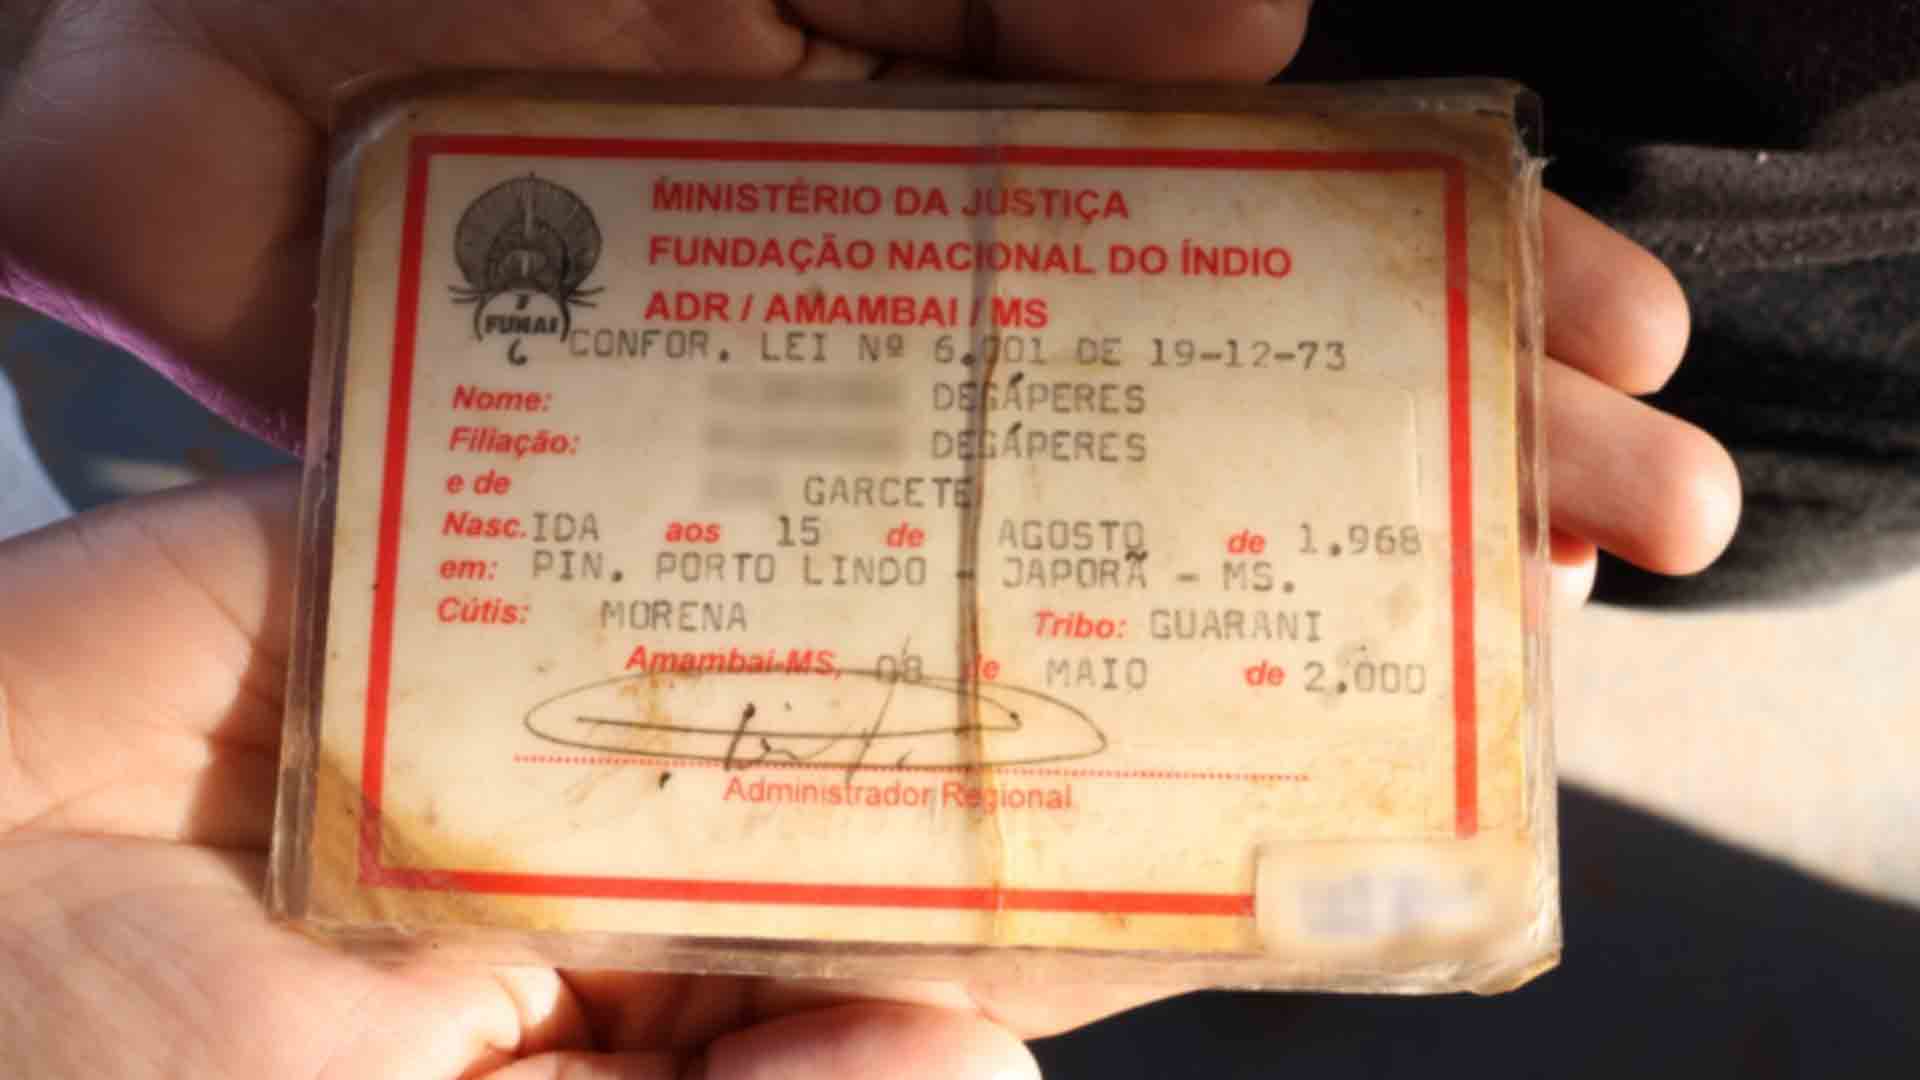 MINISTÉRIO DA JUSTIÇA
FUNDAÇÃO NACIONAL DO ÍNDIO
ADR / AMAMBAI / MS
FUNAI
6 CONFOR. LEI Nº 6.001 DE 19-12-73
Nome: DEGÁPERES
Filiação: DEGÁPERES
e de GARCETE
Nasc. IDA aos 15 de AGOSTO de 1.968
em: PIN. PORTO LINDO - JAPORÃ - MS.
Cútis: MORENA Tribo: GUARANI
Amambai-MS, 08 de MAIO de 2.000
Administrador Regional